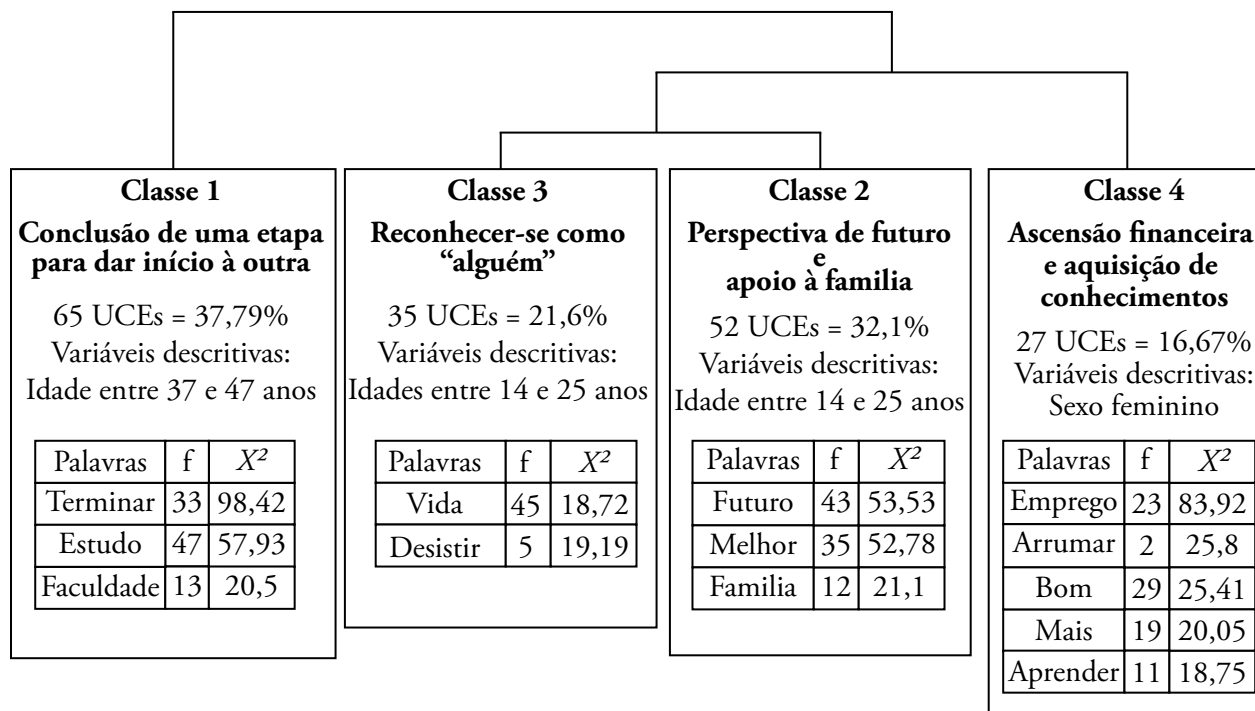 Classe 1
Conclusão de uma etapa
para dar início à outra
65 UCEs = 37,79%
Variáveis descritivas:
Idade entre 37 e 47 anos
Palavras f X²
Terminar 33 98,42
Estudo 47 57,93
Faculdade 13 20,5
Classe 3
Reconhecer-se como
“alguém”
35 UCEs = 21,6%
Variáveis descritivas:
Idades entre 14 e 25 anos
Palavras f X²
Vida 45 18,72
Desistir 5 19,19
Classe 2
Perspectiva de futuro
e
apoio à familia
52 UCEs = 32,1%
Variáveis descritivas:
Idade entre 14 e 25 anos
Palavras f X²
Futuro 43 53,53
Melhor 35 52,78
Familia 12 21,1
Classe 4
Ascensão financeira
e aquisição de
conhecimentos
27 UCEs = 16,67%
Variáveis descritivas:
Sexo feminino
Palavras f X²
Emprego 23 83,92
Arrumar 2 25,8
Bom 29 25,41
Mais 19 20,05
Aprender 11 18,75